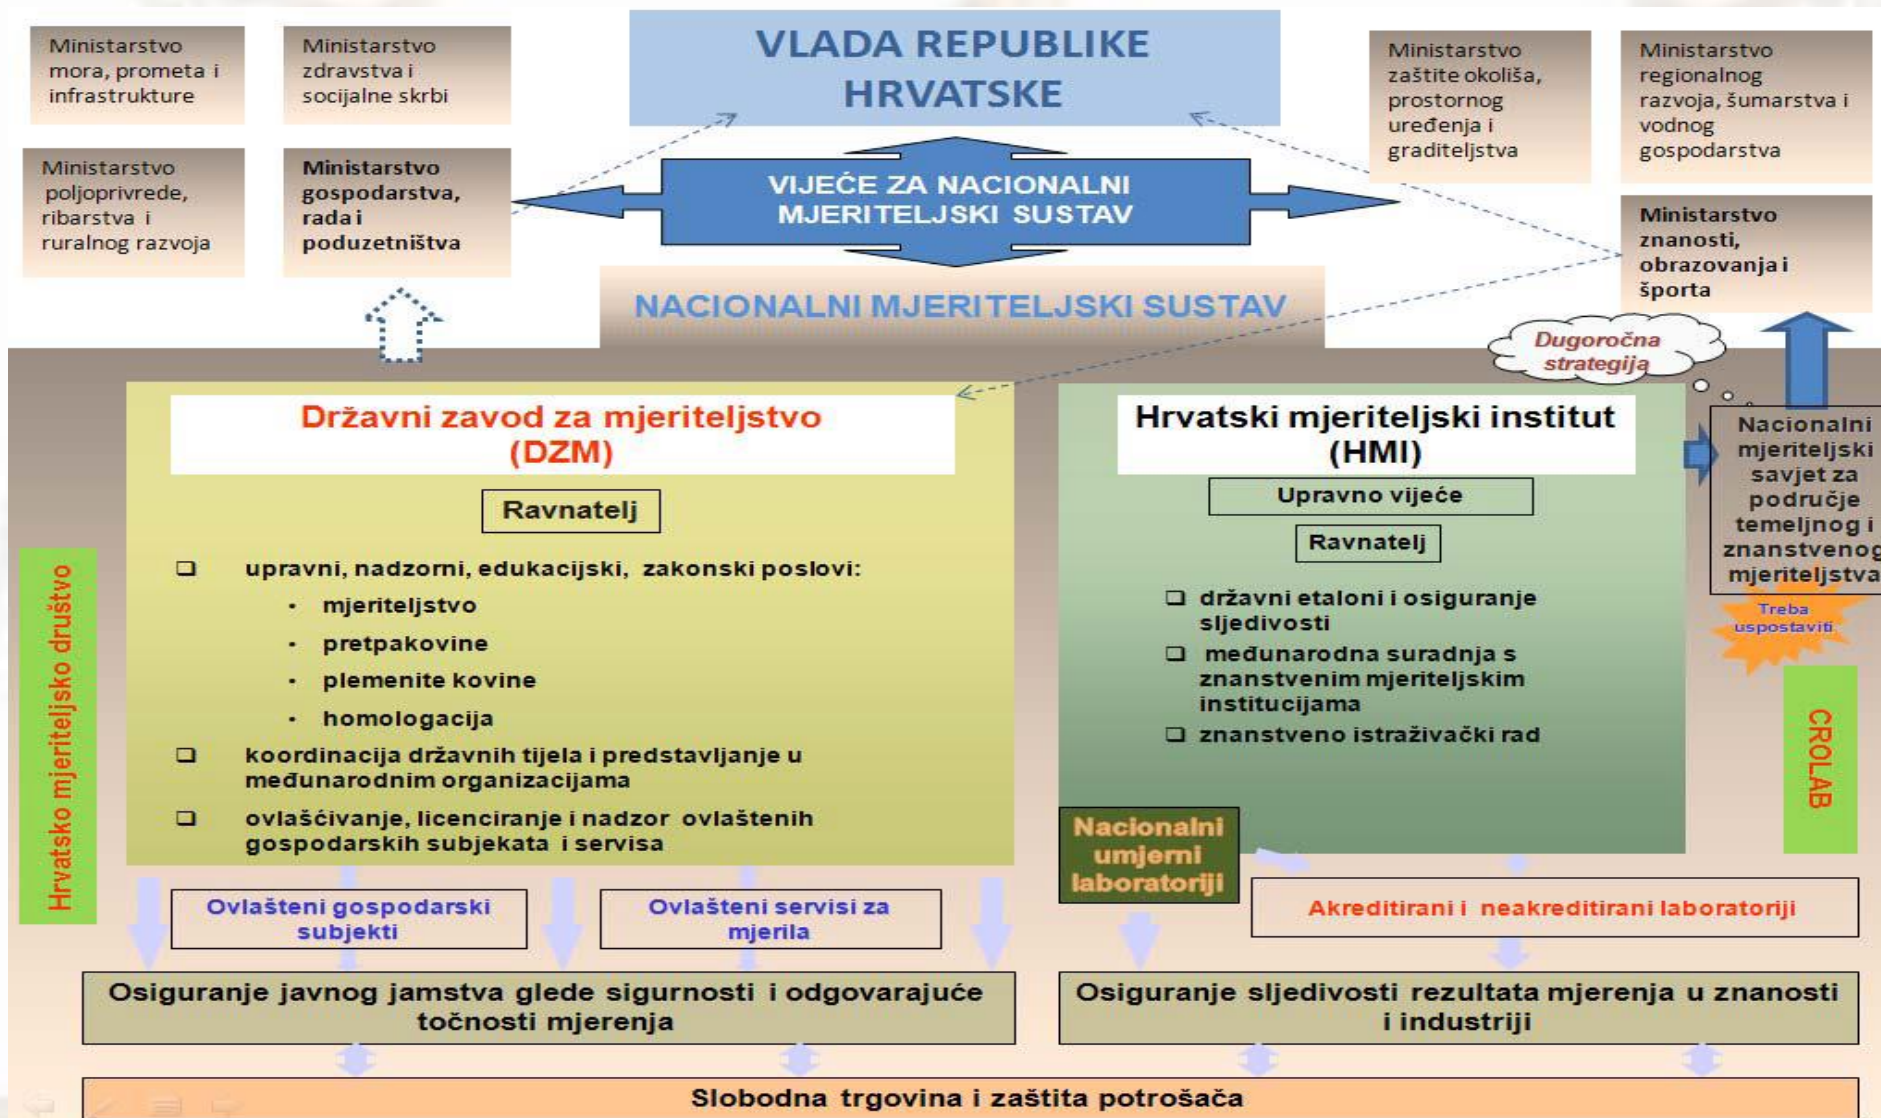 Ministarstvo
mora, prometa i
infrastrukture
Ministarstvo
zdravstva i
socijalne skrbi
VLADA REPUBLIKE
HRVATSKE
Ministarstvo
zaštite okoliša,
prostornog
uređenja i
graditeljstva
Ministarstvo
regionalnog
razvoja, šumarstva i
vodnog
gospodarstva
Ministarstvo
poljoprivrede,
ribarstva i
ruralnog razvoja
Ministarstvo
gospodarstva,
rada i
poduzetništva
VIJEĆE ZA NACIONALNI
MJERITELJSKI SUSTAV
Ministarstvo
znanosti,
obrazovanja i
športa
NACIONALNI MJERITELJSKI SUSTAV
Dugoročna
strategija
Državni zavod za mjeriteljstvo
(DZM)
Ravnatelj
upravni, nadzorni, edukacijski, zakonski poslovi:
mjeriteljstvo
pretpakovine
plemenite kovine
homologacija
koordinacija državnih tijela i predstavljanje u
međunarodnim organizacijama
ovlašćivanje, licenciranje i nadzor ovlaštenih
gospodarskih subjekata i servisa
Hrvatski mjeriteljski institut
(HMI)
Upravno vijeće
Ravnatelj
državni etaloni i osiguranje
sljedivosti
međunarodna suradnja s
znanstvenim mjeriteljskim
institucijama
znanstveno istraživački rad
Nacionalni
mjeriteljski
savjet za
područje
temeljnog i
znanstvenog
mjeriteljstva
Treba
uspostaviti
Hrvatsko mjeriteljsko društvo
CROLAB
Nacionalni
umjerni
laboratoriji
Ovlašteni gospodarski
subjekti
Ovlašteni servisi za
mjerila
Akreditirani i neakreditirani laboratoriji
Osiguranje javnog jamstva glede sigurnosti i odgovarajuće
točnosti mjerenja
Osiguranje sljedivosti rezultata mjerenja u znanosti
i industriji
Slobodna trgovina i zaštita potrošača